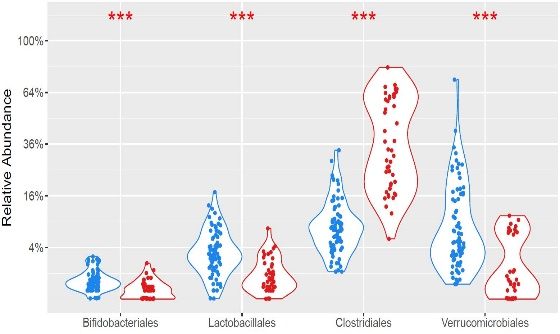 *** *** *** ***
100%
64%
36%
16%
4%
Relative Abundance
Bifidobacteriales Lactobacillales Clostridiales Verrucomicrobiales